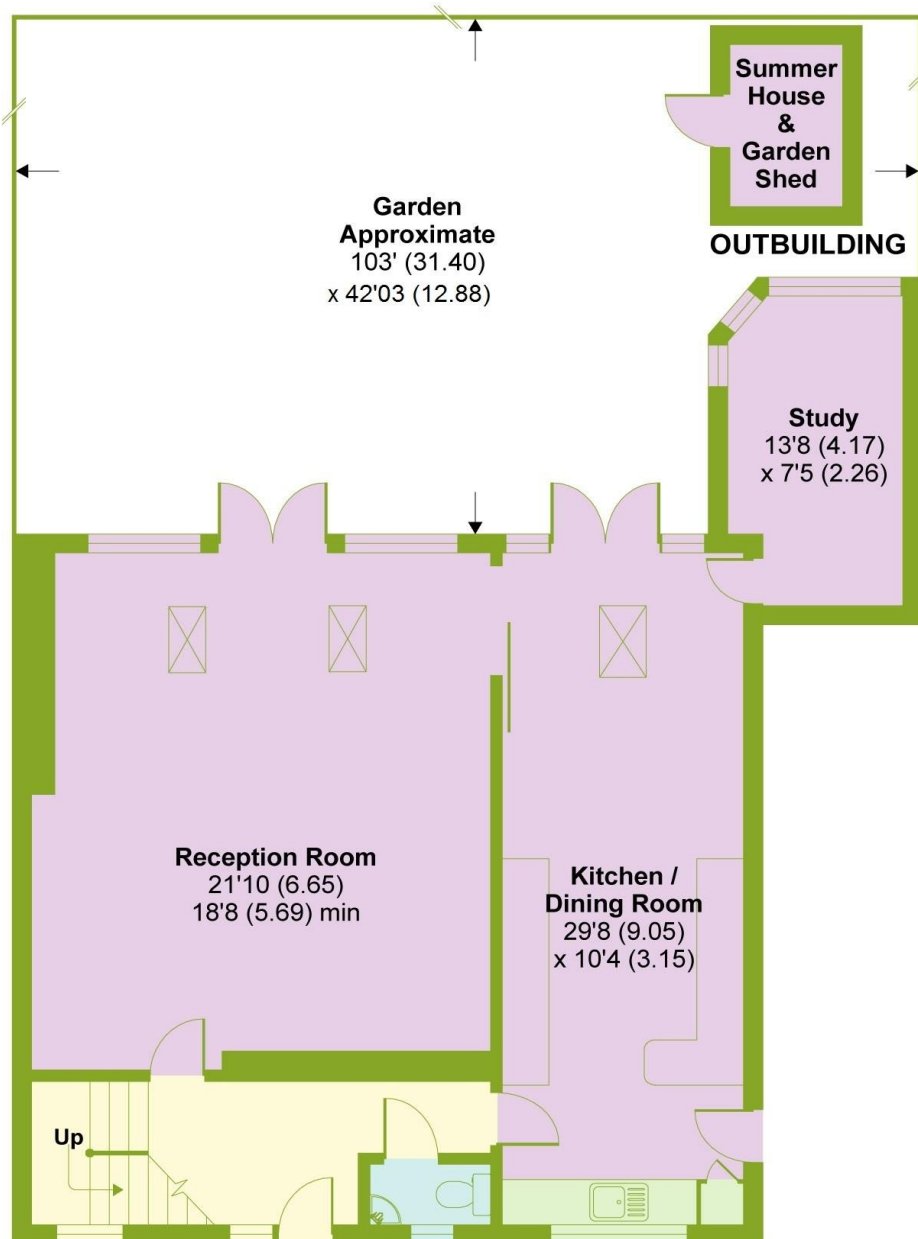 Summer
House
&
Garden
Shed
OUTBUILDING
Garden
Approximate
103' (31.40)
x 42'03 (12.88)
Study
13'8 (4.17)
x 7'5 (2.26)
Reception Room
21'10 (6.65)
18'8 (5.69) min
Kitchen /
Dining Room
29'8 (9.05)
x 10'4 (3.15)
Up